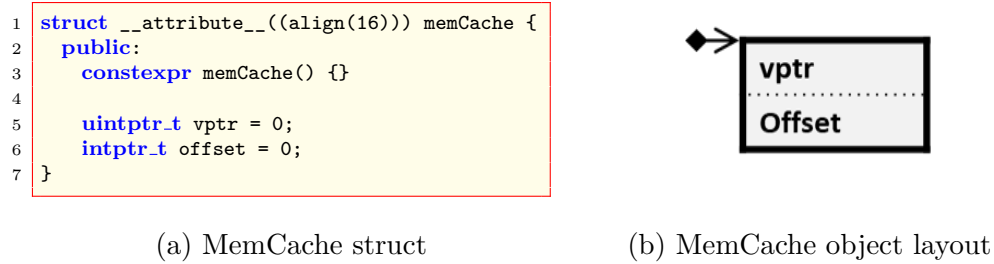 1 struct __attribute__((align(16))) memCache {
2 public:
3 constexpr memCache() {}
4
5 uintptr_t vptr = 0;
6 intptr_t offset = 0;
7 }
vptr
Offset
(a) MemCache struct
(b) MemCache object layout